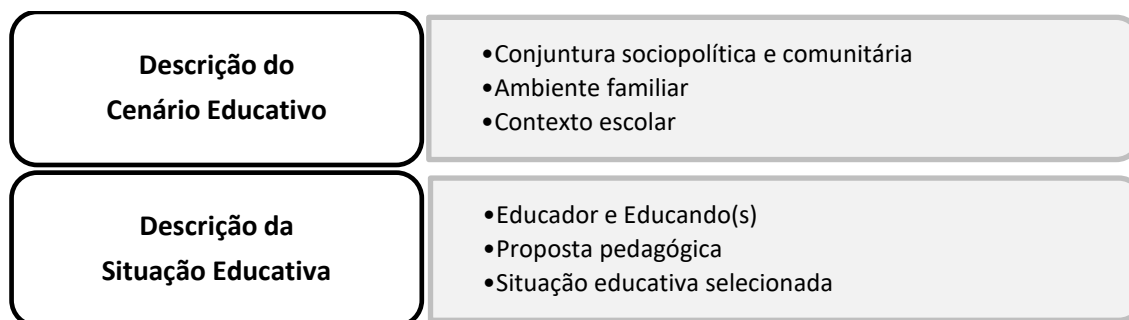 Descrição do
Cenário Educativo
•Conjuntura sociopolítica e comunitária
•Ambiente familiar
•Contexto escolar
Descrição da
Situação Educativa
•Educador e Educando(s)
•Proposta pedagógica
•Situação educativa selecionada